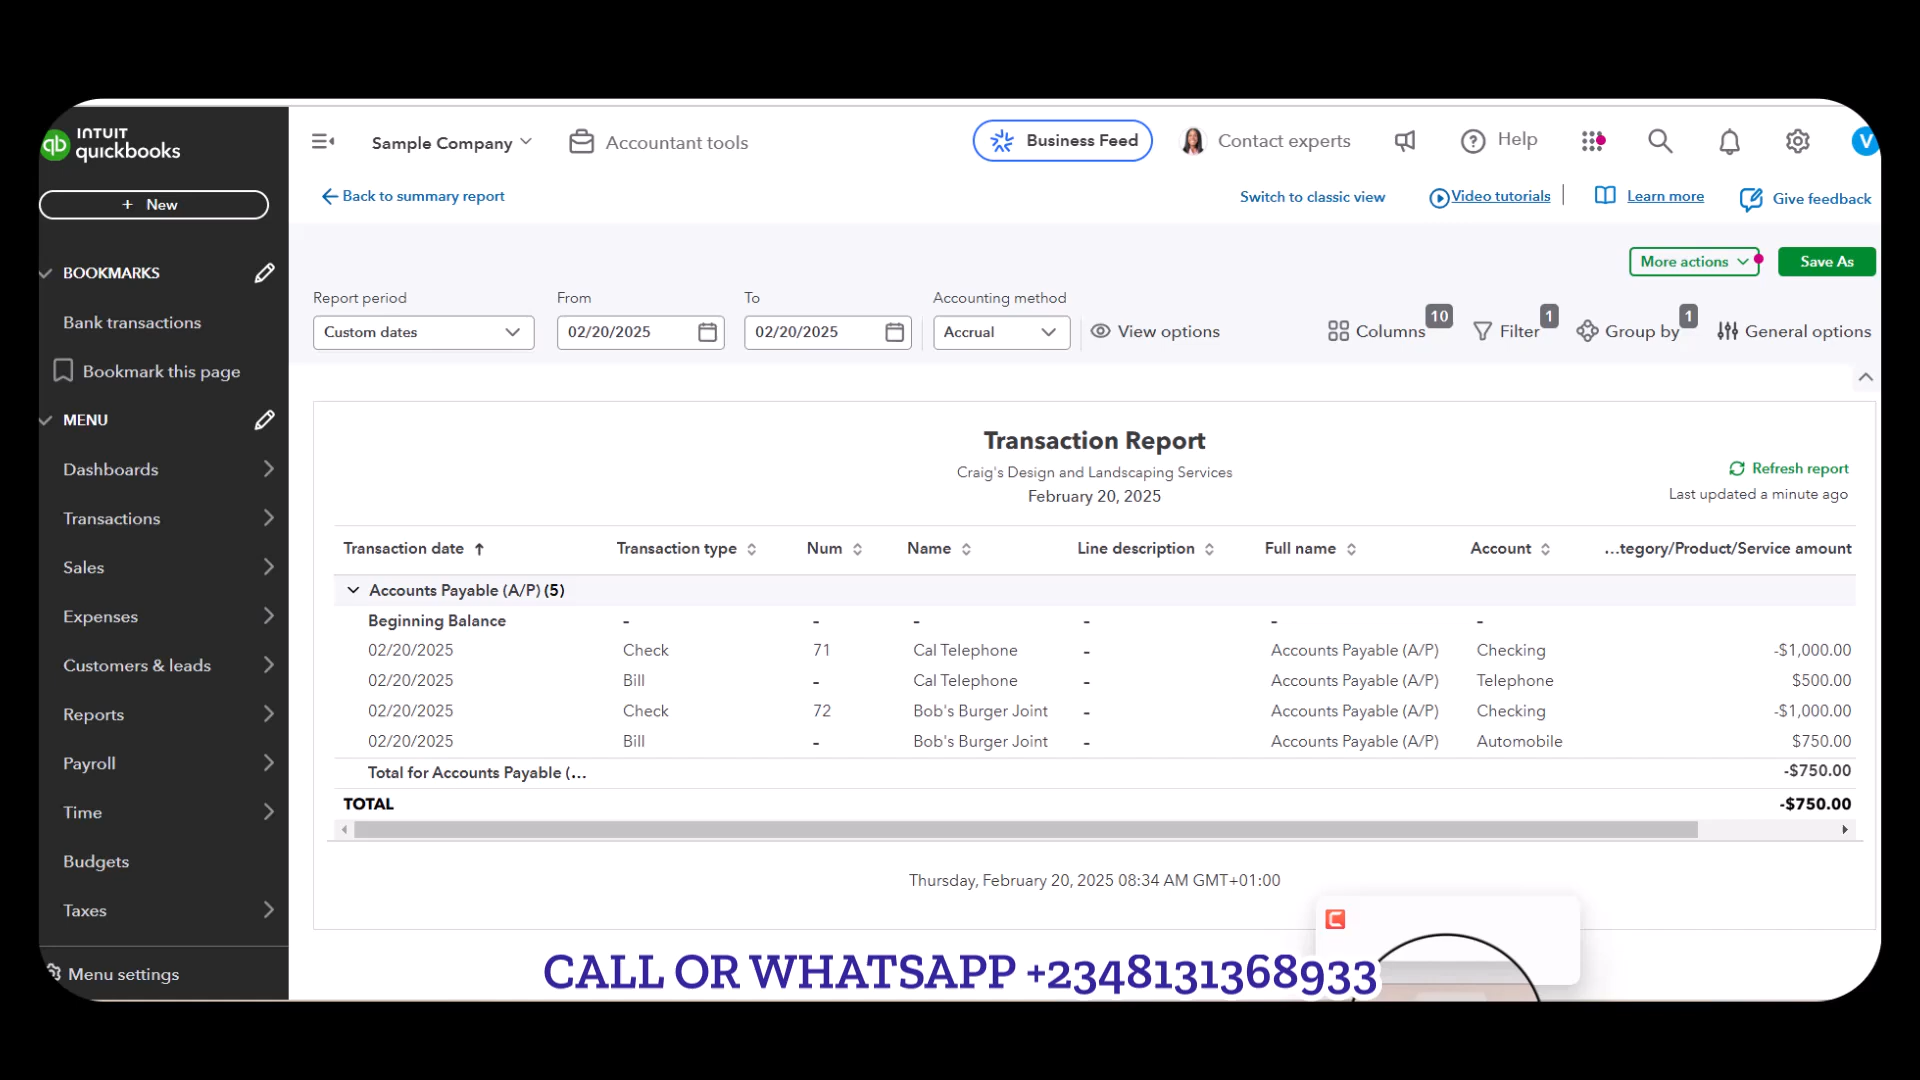 INTUIT
quickbooks
Sample Company
Accountant tools
Business Feed
Contact experts
Help
V
+ New
Back to summary report
Switch to classic view
Video tutorials
Learn more
Give feedback
BOOKMARKS
Bank transactions
Bookmark this page
MENU
Dashboards
Transactions
Sales
Expenses
Customers & leads
Reports
Payroll
Time
Budgets
Taxes
Menu settings
More actions
Save As
Report period
From
To
Accounting method
Custom dates
02/20/2025
02/20/2025
Accrual
View options
Columns 10
Filter 1
Group by 1
General options
Transaction Report
Craig's Design and Landscaping Services
February 20, 2025
Refresh report
Last updated a minute ago
Transaction date Transaction type Num Name Line description Full name Account ...tegory/Product/Service amount
Accounts Payable (A/P) (5)
Beginning Balance - - - - - -
02/20/2025 Check 71 Cal Telephone - Accounts Payable (A/P) Checking -$1,000.00
02/20/2025 Bill - Cal Telephone - Accounts Payable (A/P) Telephone $500.00
02/20/2025 Check 72 Bob's Burger Joint - Accounts Payable (A/P) Checking -$1,000.00
02/20/2025 Bill - Bob's Burger Joint - Accounts Payable (A/P) Automobile $750.00
Total for Accounts Payable (... -$750.00
TOTAL -$750.00
Thursday, February 20, 2025 08:34 AM GMT+01:00
CALL OR WHATSAPP +2348131368933